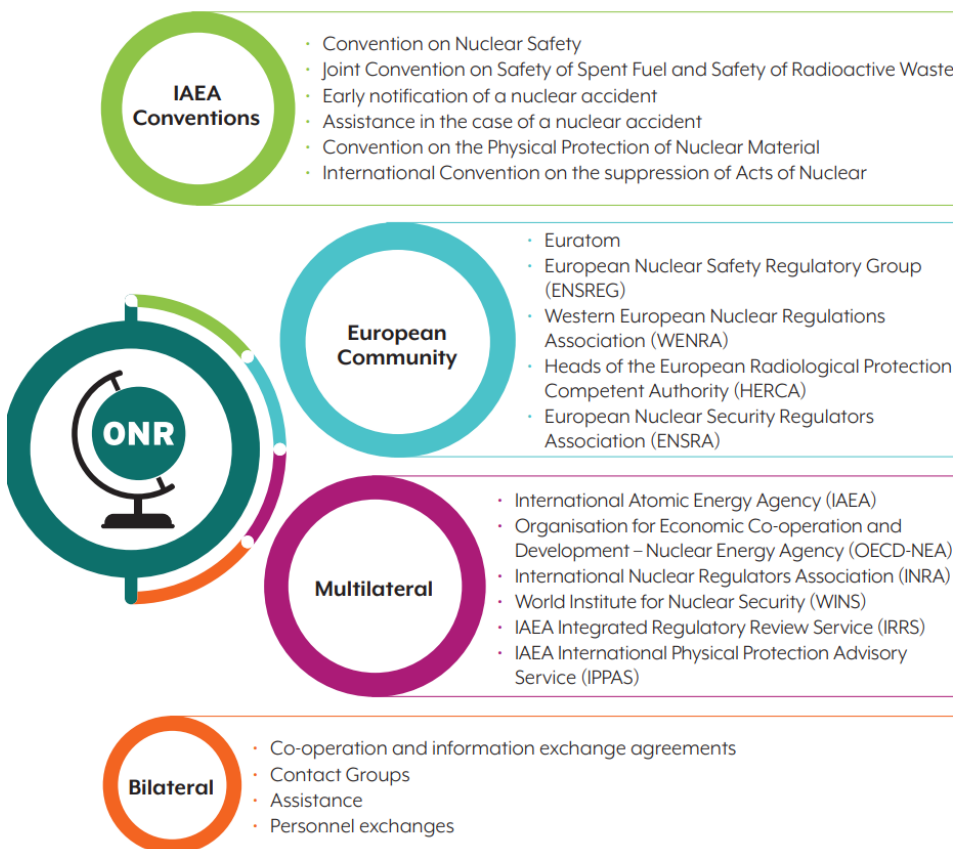 IAEA
Conventions
· Convention on Nuclear Safety
· Joint Convention on Safety of Spent Fuel and Safety of Radioactive Waste
· Early notification of a nuclear accident
· Assistance in the case of a nuclear accident
· Convention on the Physical Protection of Nuclear Material
· International Convention on the suppression of Acts of Nuclear
European
Community
· Euratom
· European Nuclear Safety Regulatory Group
(ENSREG)
· Western European Nuclear Regulations
Association (WENRA)
· Heads of the European Radiological Protection
Competent Authority (HERCA)
· European Nuclear Security Regulators
Association (ENSRA)
ONR
Multilateral
· International Atomic Energy Agency (IAEA)
· Organisation for Economic Co-operation and
Development – Nuclear Energy Agency (OECD-NEA)
· International Nuclear Regulators Association (INRA)
· World Institute for Nuclear Security (WINS)
· IAEA Integrated Regulatory Review Service (IRRS)
· IAEA International Physical Protection Advisory
Service (IPPAS)
Bilateral
· Co-operation and information exchange agreements
· Contact Groups
· Assistance
· Personnel exchanges